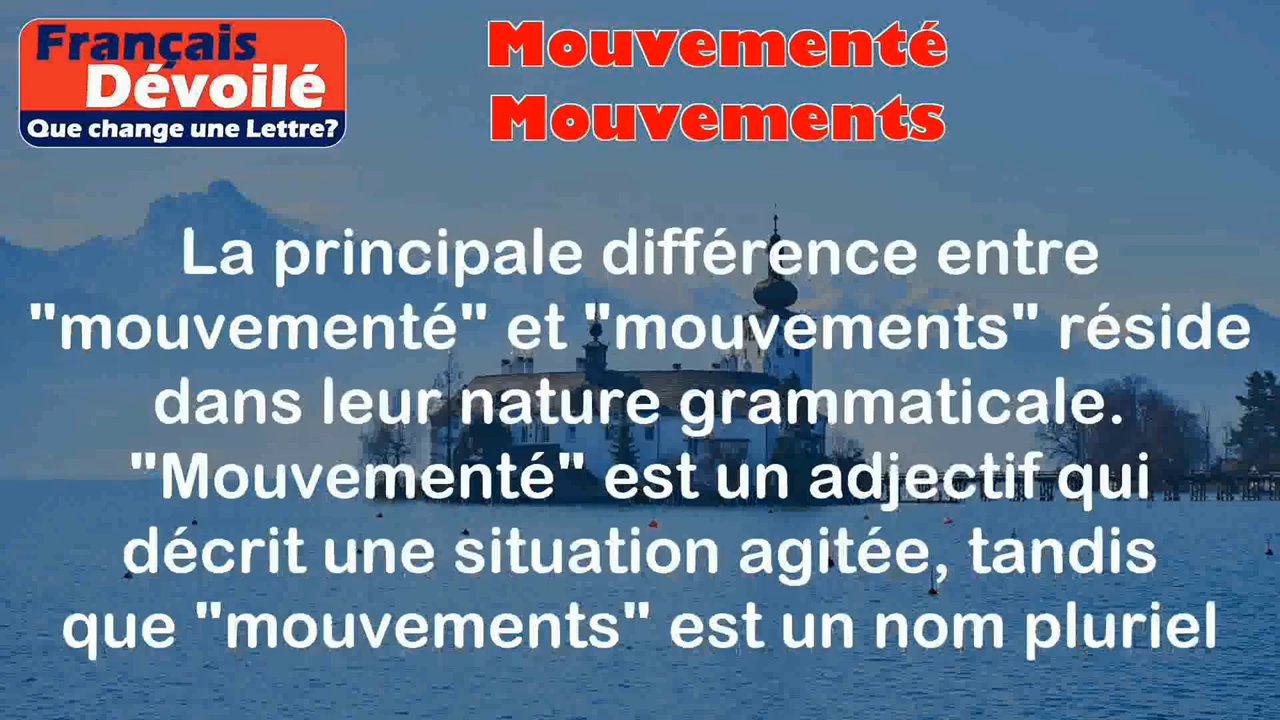 Français
Dévoilé
Que change une Lettre?
Mouvementé
Mouvements
La principale différence entre
"mouvementé" et "mouvements" réside
dans leur nature grammaticale.
"Mouvementé" est un adjectif qui
décrit une situation agitée, tandis
que "mouvements" est un nom pluriel